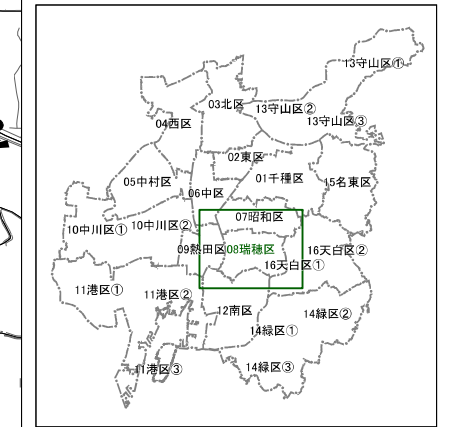 13守山区①
03北区
13守山区②
13守山区③
04西区
02東区
01千種区
15名東区
05中村区
06中区
07昭和区
10中川区①
10中川区②
09熱田区
08瑞穂区
16天白区②
16天白区①
11港区①
11港区②
12南区
14緑区②
14緑区①
11港区③
14緑区③